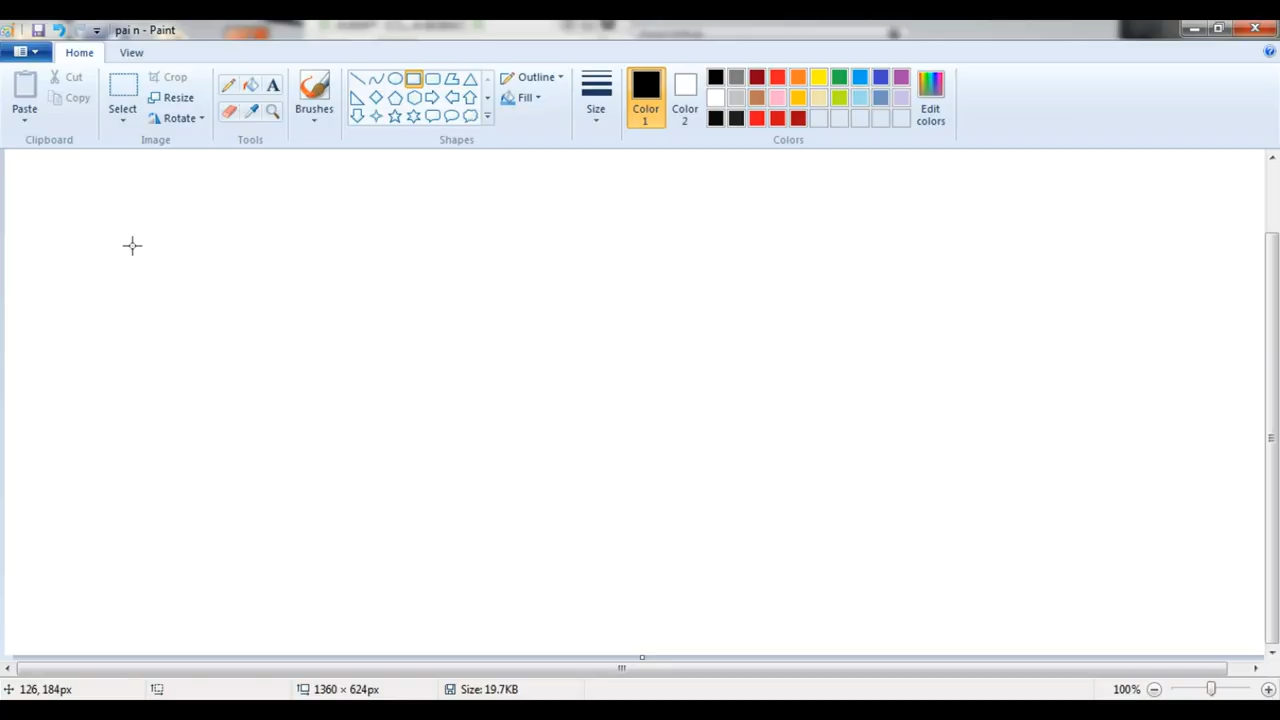 pai n - Paint
Home View
Paste
Cut
Copy
Clipboard
Select
Crop
Resize
Rotate
Image
A
Tools
Brushes
Outline
Fill
Shapes
Size
Color 1
Color 2
Edit colors
Colors
126, 184px
1360 × 624px
Size: 19.7KB
100%